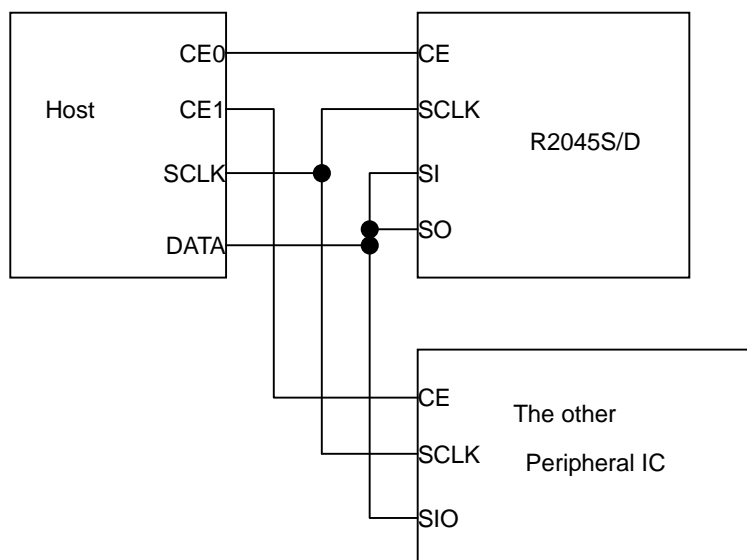 CE0
CE
Host
CE1
SCLK
R2045S/D
SCLK
SI
SO
DATA
CE
The other
SCLK
Peripheral IC
SIO